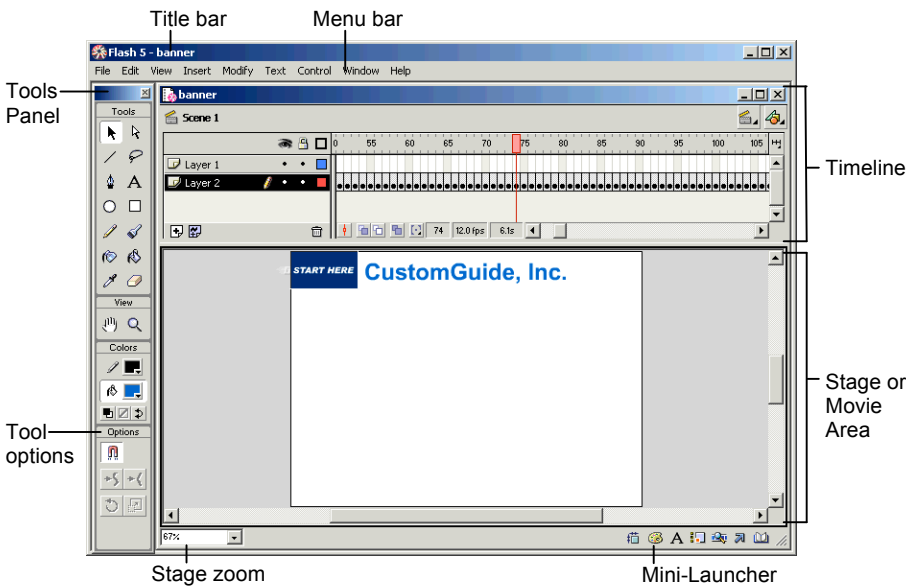 Title bar
Menu bar
Flash 5 - banner
File Edit View Insert Modify Text Control Window Help
Tools Panel
banner
Tools
Scene 1
0 55 60 65 70 75 80 85 90 95 100 105
Layer 1
Layer 2
Timeline
74 12.0 fps 6.1s
START HERE
CustomGuide, Inc.
View
Colors
Stage or
Movie
Area
Tool
options
Options
67%
Stage zoom
Mini-Launcher